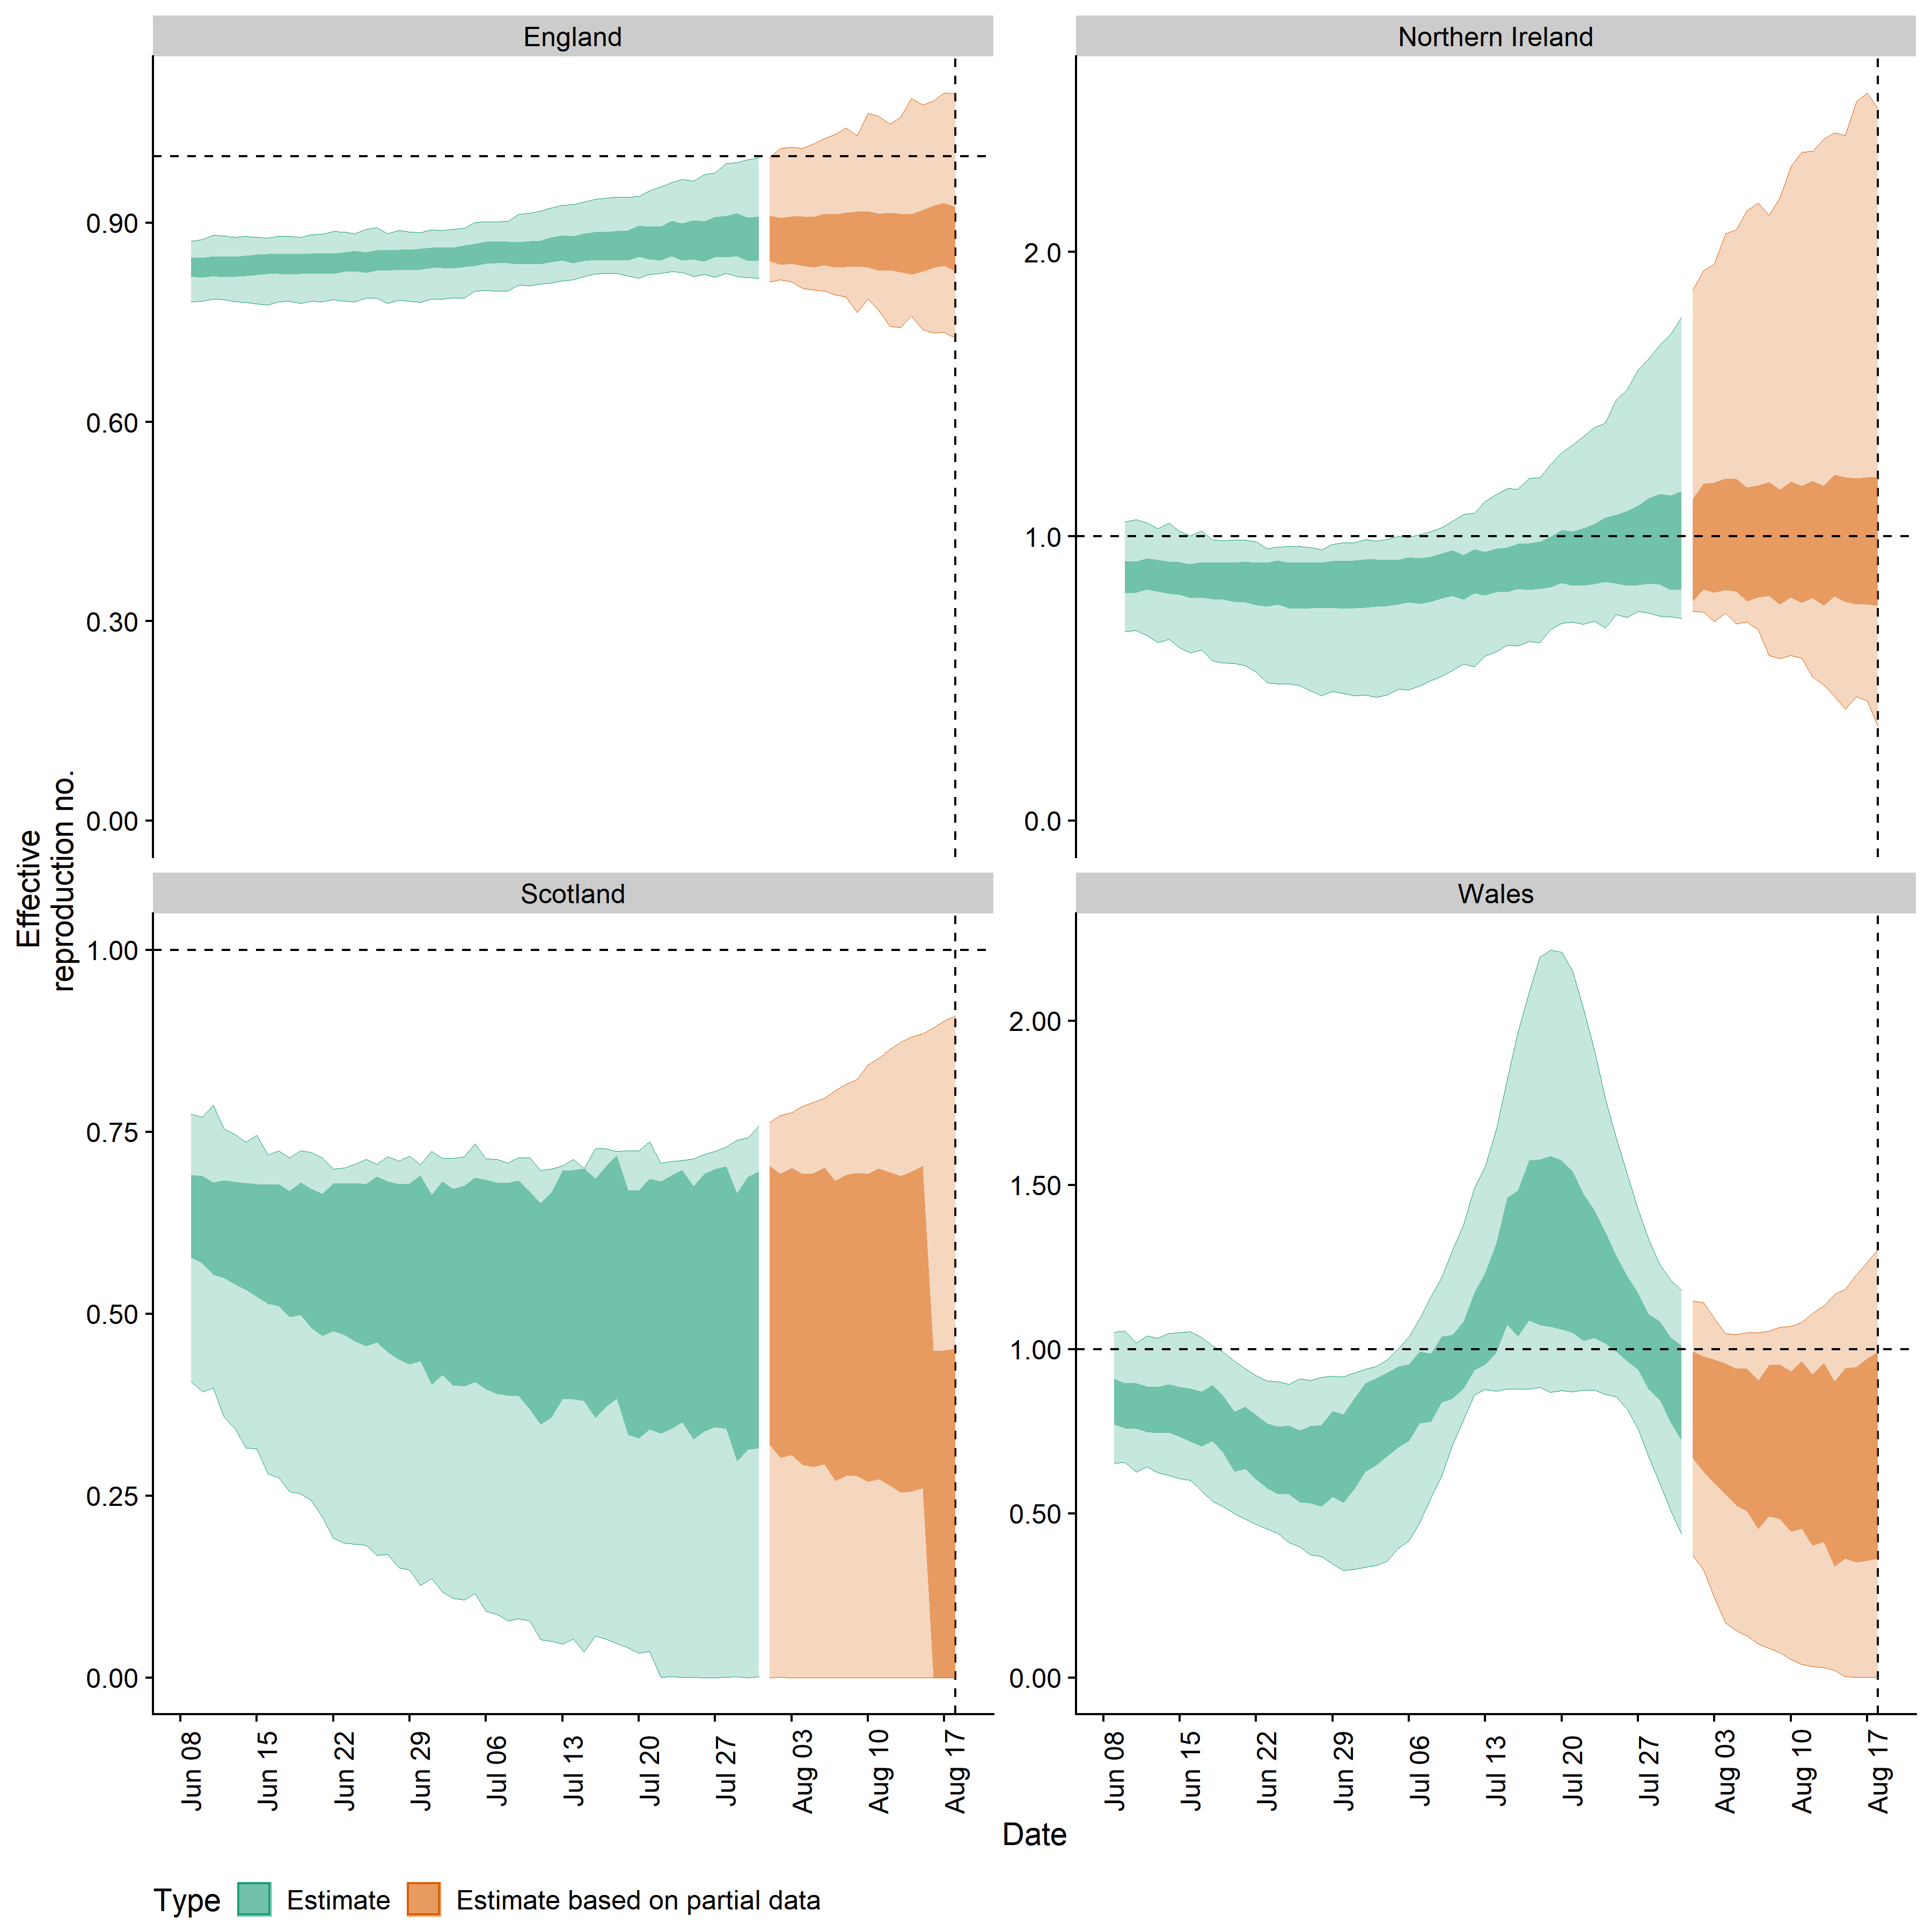 England
Northern Ireland
0.90
0.60
0.30
0.00
2.0
1.0
0.0
Effective
reproduction no.
Scotland
Wales
1.00
0.75
0.50
0.25
0.00
2.00
1.50
1.00
0.50
0.00
Jun 08
Jun 15
Jun 22
Jun 29
Jul 06
Jul 13
Jul 20
Jul 27
Aug 03
Aug 10
Aug 17
Jun 08
Jun 15
Jun 22
Jun 29
Jul 06
Jul 13
Jul 20
Jul 27
Aug 03
Aug 10
Aug 17
Date
Type Estimate Estimate based on partial data